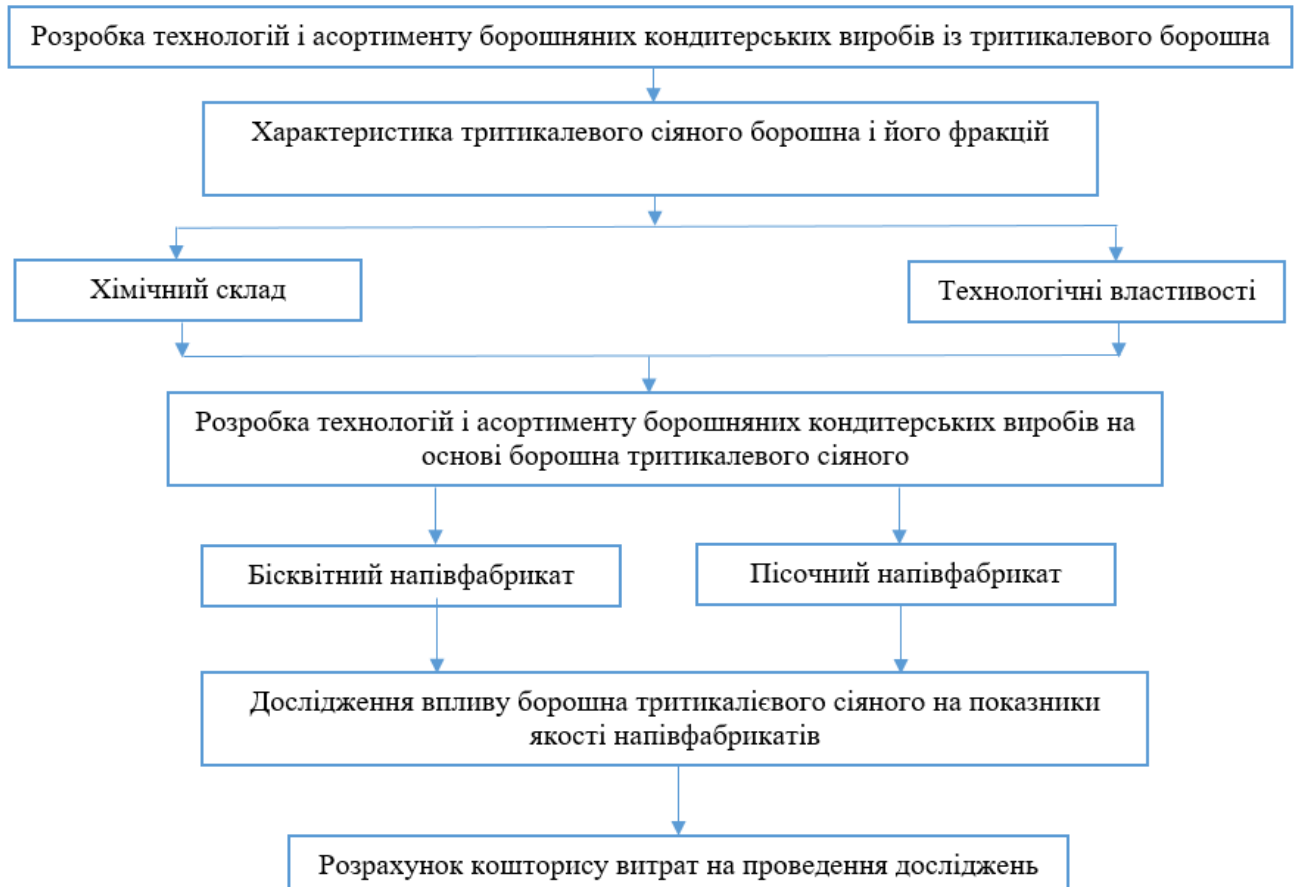 Розробка технологій і асортименту борошняних кондитерських виробів із тритикалевого борошна
Характеристика тритикалевого сіяного борошна і його фракцій
Хімічний склад
Технологічні властивості
Розробка технологій і асортименту борошняних кондитерських виробів на
основі борошна тритикалевого сіяного
Бісквітний напівфабрикат
Пісочний напівфабрикат
Дослідження впливу борошна тритикалієвого сіяного на показники
якості напівфабрикатів
Розрахунок кошторису витрат на проведення досліджень